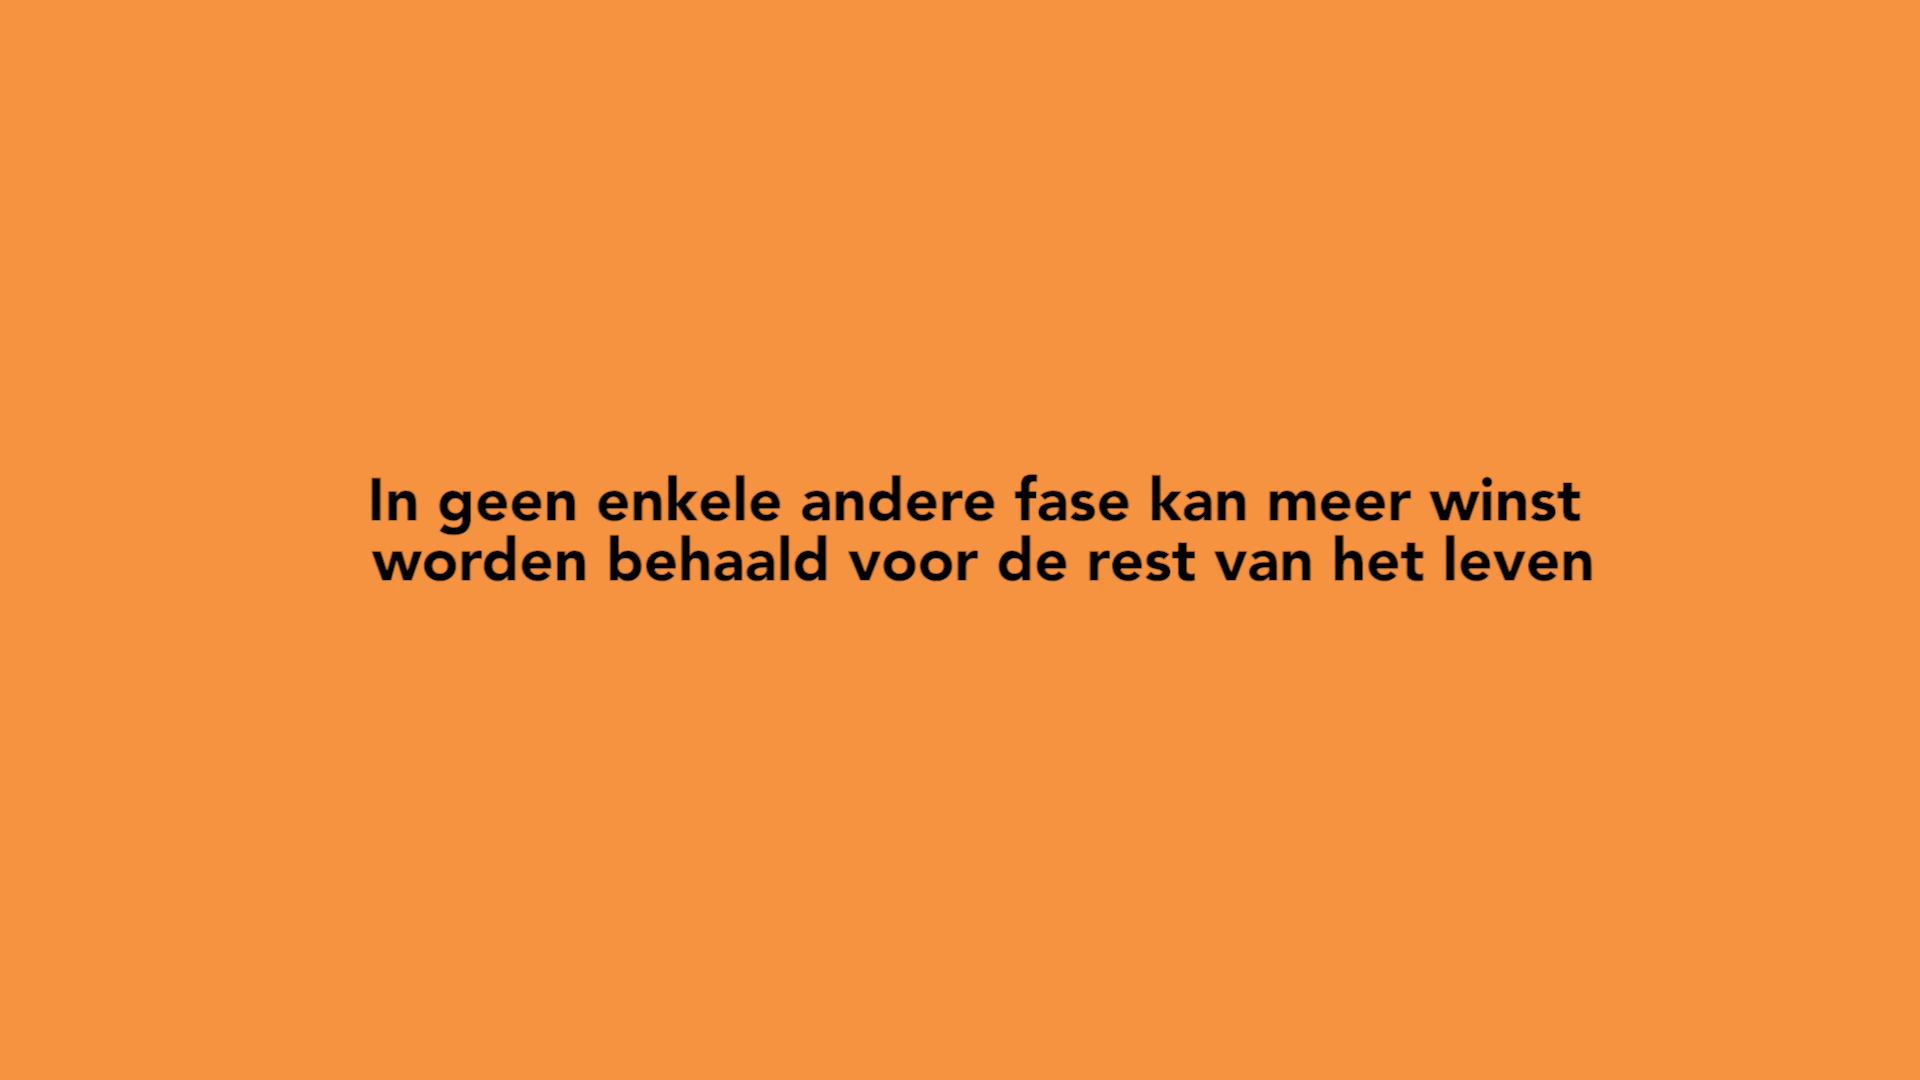 In geen enkele andere fase kan meer winst
worden behaald voor de rest van het leven